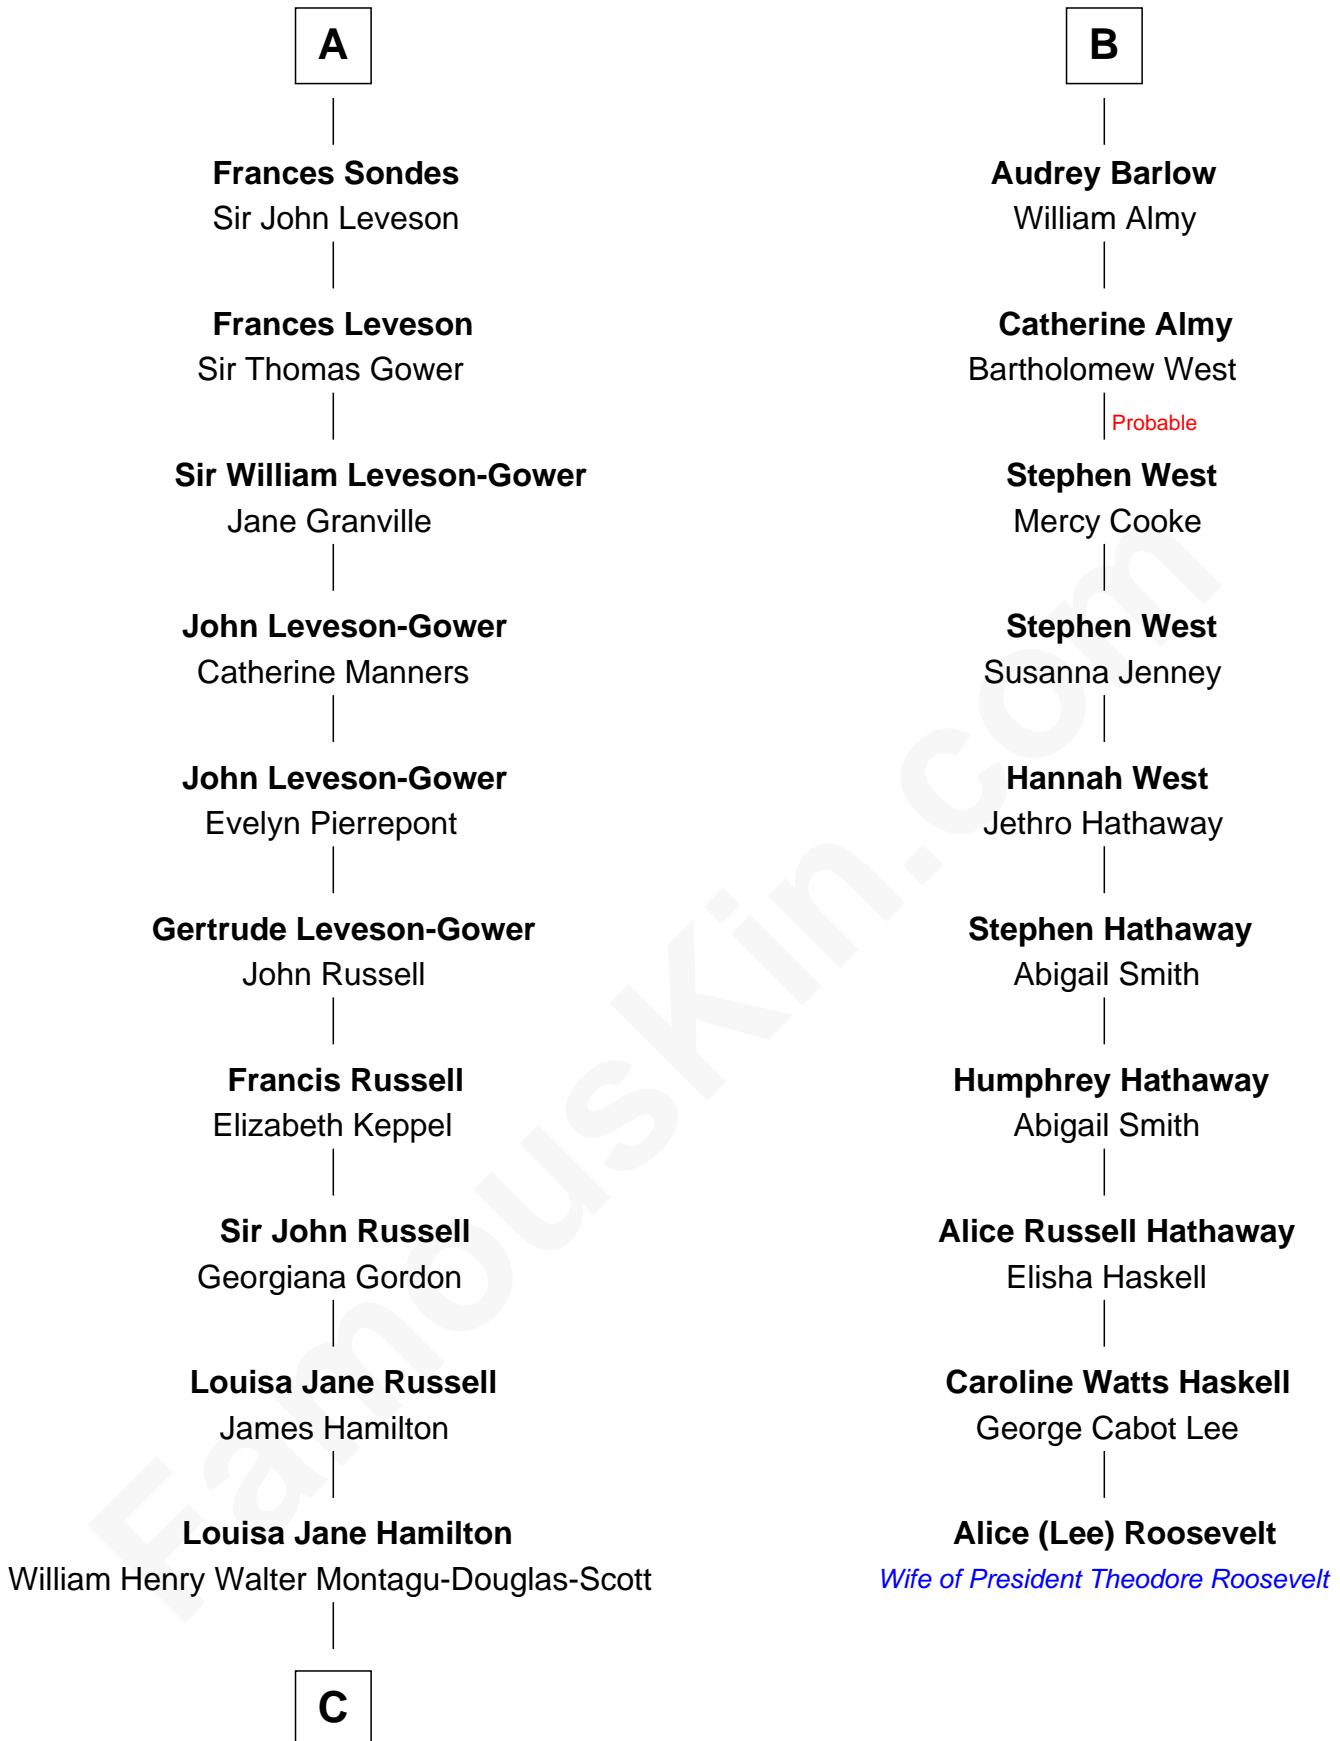 A
Frances Sondes
Sir John Leveson
Frances Leveson
Sir Thomas Gower
Sir William Leveson-Gower
Jane Granville
John Leveson-Gower
Catherine Manners
John Leveson-Gower
Evelyn Pierrepont
Gertrude Leveson-Gower
John Russell
Francis Russell
Elizabeth Keppel
Sir John Russell
Georgiana Gordon
Louisa Jane Russell
James Hamilton
Louisa Jane Hamilton
William Henry Walter Montagu-Douglas-Scott
C
B
Audrey Barlow
William Almy
Catherine Almy
Bartholomew West
Probable
Stephen West
Mercy Cooke
Stephen West
Susanna Jenney
Hannah West
Jethro Hathaway
Stephen Hathaway
Abigail Smith
Humphrey Hathaway
Abigail Smith
Alice Russell Hathaway
Elisha Haskell
Caroline Watts Haskell
George Cabot Lee
Alice (Lee) Roosevelt
Wife of President Theodore Roosevelt
FamousKin.com